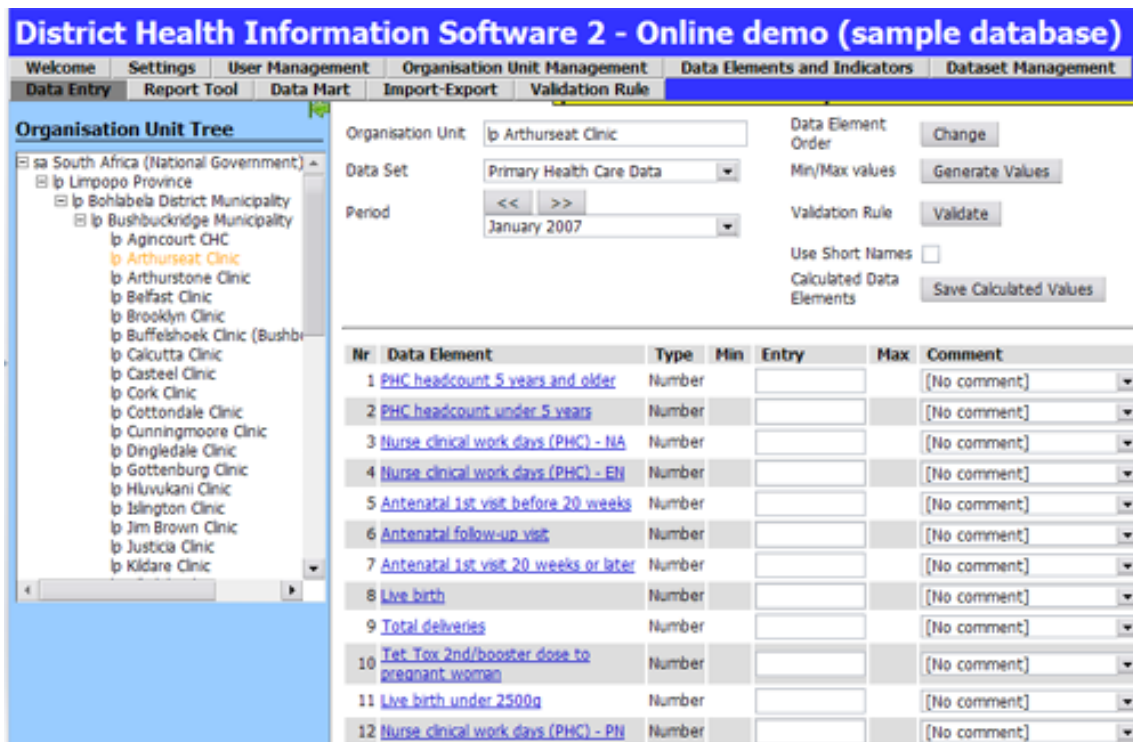 District Health Information Software 2 - Online demo (sample database)
Welcome Settings User Management Organisation Unit Management Data Elements and Indicators Dataset Management
Data Entry Report Tool Data Mart Import-Export Validation Rule
Organisation Unit Tree
sa South Africa (National Government)
lp Limpopo Province
lp Bohlabela District Municipality
lp Bushbuckridge Municipality
lp Agincourt CHC
lp Arthurseat Clinic
lp Arthurstone Clinic
lp Belfast Clinic
lp Brooklyn Clinic
lp Buffelshoek Clinic (Bushb
lp Calcutta Clinic
lp Casteel Clinic
lp Cork Clinic
lp Cottondale Clinic
lp Cunningmoore Clinic
lp Dingledale Clinic
lp Gottenburg Clinic
lp Hluvukani Clinic
lp Islington Clinic
lp Jim Brown Clinic
lp Justicia Clinic
lp Kildare Clinic
Organisation Unit lp Arthurseat Clinic
Data Set Primary Health Care Data
Period << >>
January 2007
Data Element
Order Change
Min/Max values Generate Values
Validation Rule Validate
Use Short Names
Calculated Data
Elements Save Calculated Values
Nr Data Element Type Min Entry Max Comment
1 PHC headcount 5 years and older Number [No comment]
2 PHC headcount under 5 years Number [No comment]
3 Nurse clinical work days (PHC) - NA Number [No comment]
4 Nurse clinical work days (PHC) - EN Number [No comment]
5 Antenatal 1st visit before 20 weeks Number [No comment]
6 Antenatal follow-up visit Number [No comment]
7 Antenatal 1st visit 20 weeks or later Number [No comment]
8 Live birth Number [No comment]
9 Total deliveries Number [No comment]
10 Tet Tox 2nd/booster dose to
pregnant woman Number [No comment]
11 Live birth under 2500g Number [No comment]
12 Nurse clinical work days (PHC) - PN Number [No comment]